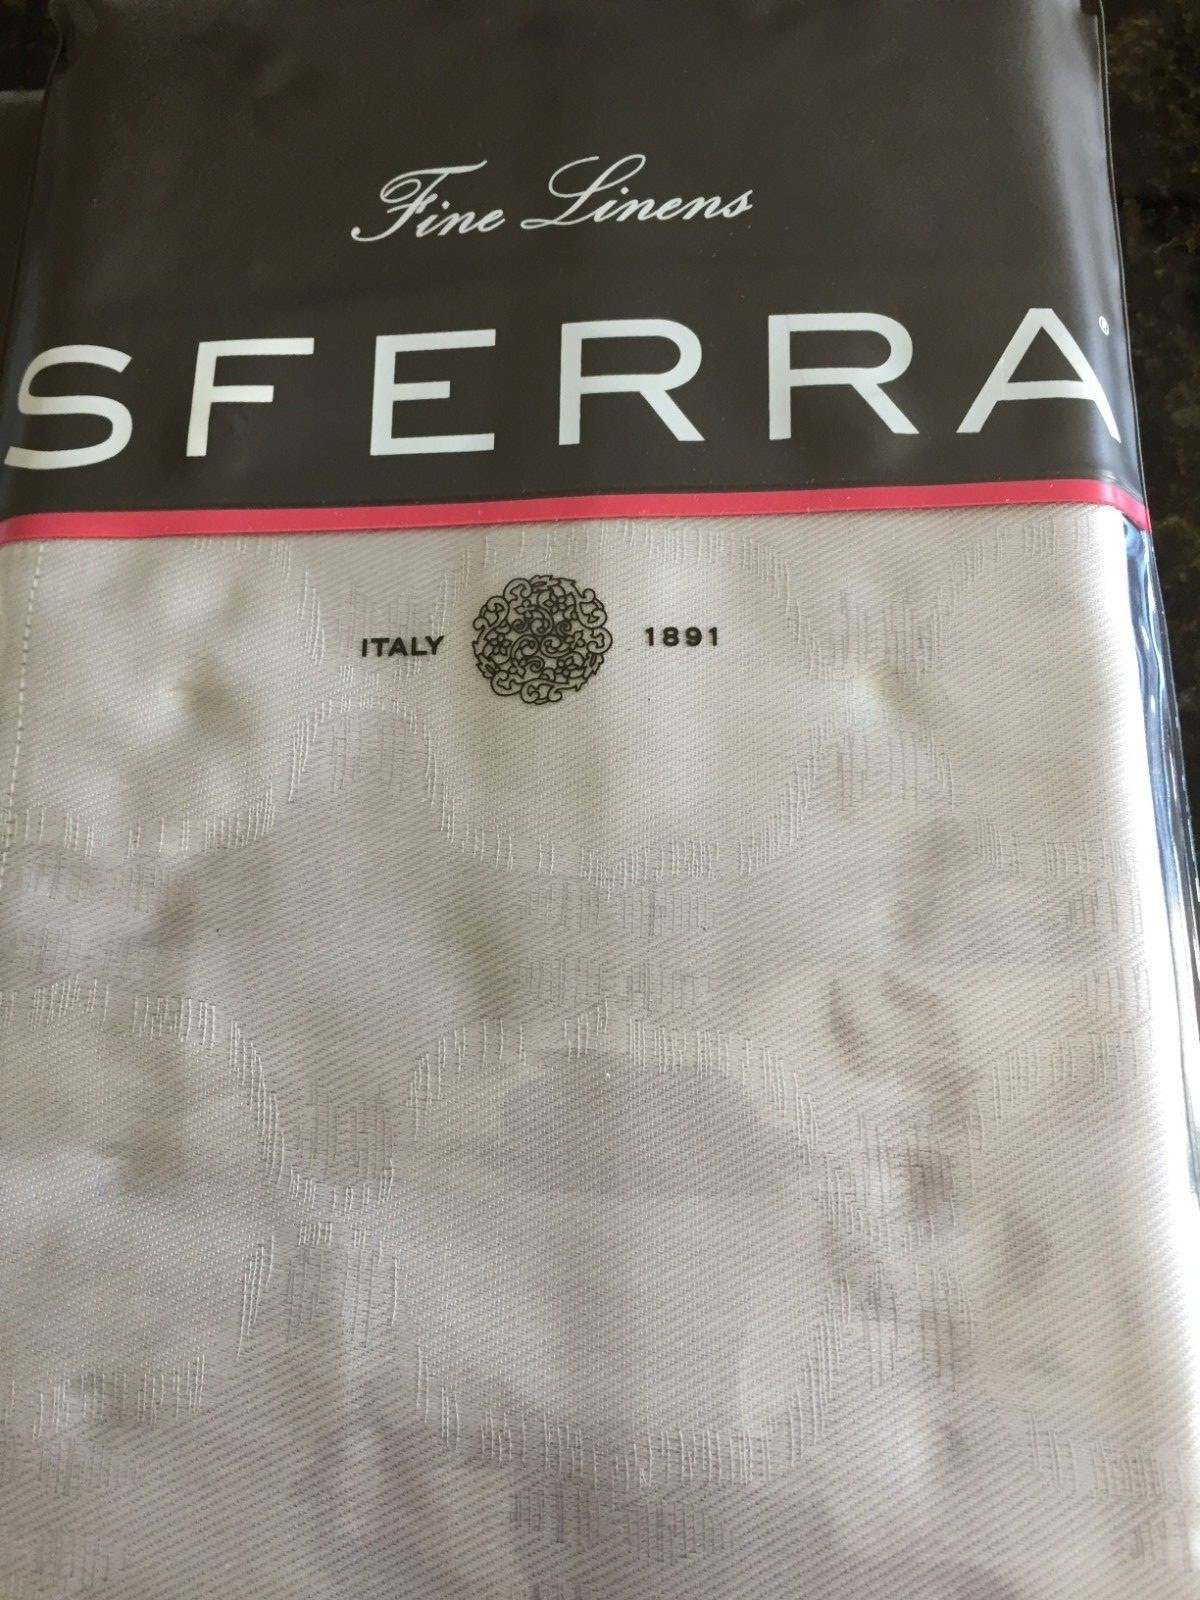 Fine Linens
SFERRA®
ITALY 1891